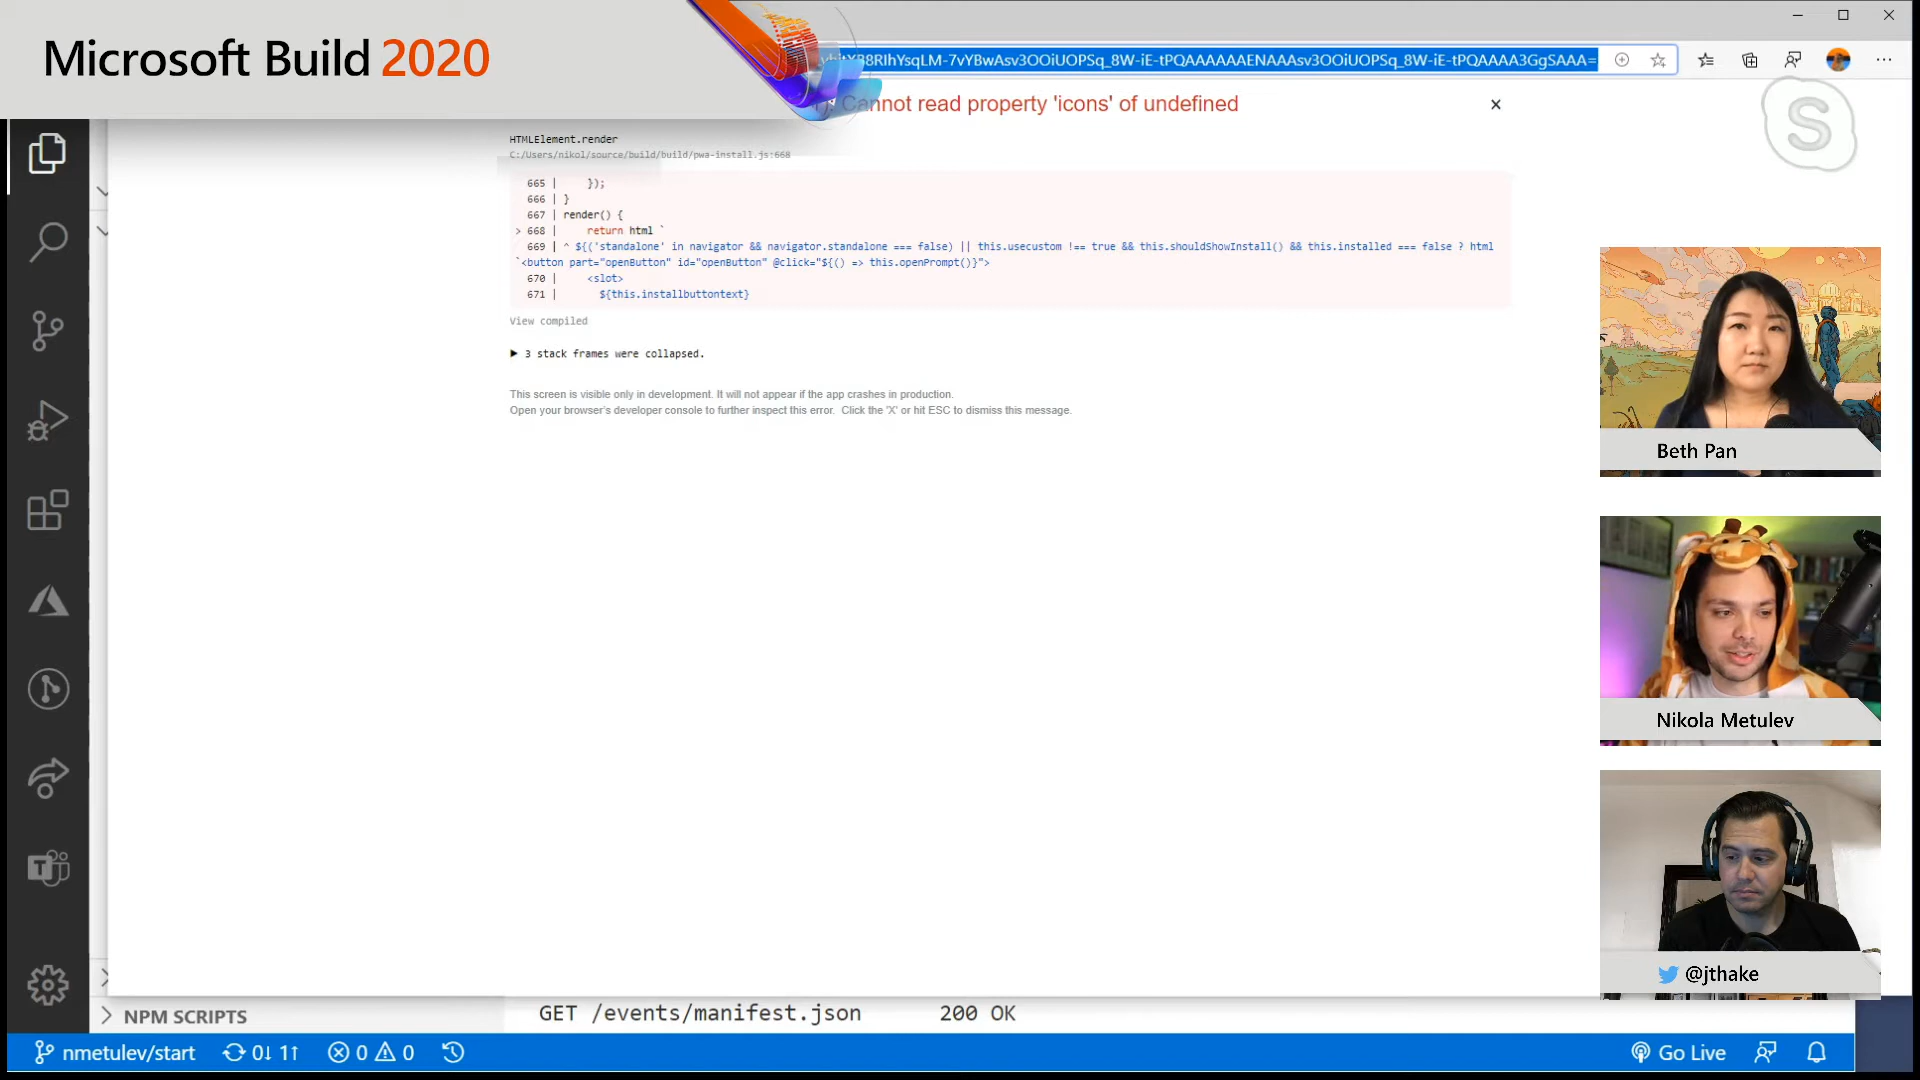 Microsoft Build 2020
8RIhYsqLM-7vYBwAsv3OOiUOPSq_8W-iE-tPQAAAAAAENAAAsv3OOiUOPSq_8W-iE-tPQAAAA3GgSAAA=
Cannot read property 'icons' of undefined
HTMLElement.render
C:/Users/nikol/source/build/build/pwa-install.js:668
665 |     });
666 | }
667 | render() {
> 668 |     return html `
669 | ^ ${('standalone' in navigator && navigator.standalone === false) || this.usecustom !== true && this.shouldShowInstall() && this.installed === false ? html
`<button part="openButton" id="openButton" @click="${() => this.openPrompt()}">
670 |     <slot>
671 |       ${this.installbuttontext}
View compiled
▶ 3 stack frames were collapsed.
This screen is visible only in development. It will not appear if the app crashes in production.
Open your browser's developer console to further inspect this error.  Click the 'X' or hit ESC to dismiss this message.
Beth Pan
Nikola Metulev
@jthake
NPM SCRIPTS
GET /events/manifest.json 200 OK
nmetulev/start 0↓ 1↑ 0 0 Go Live